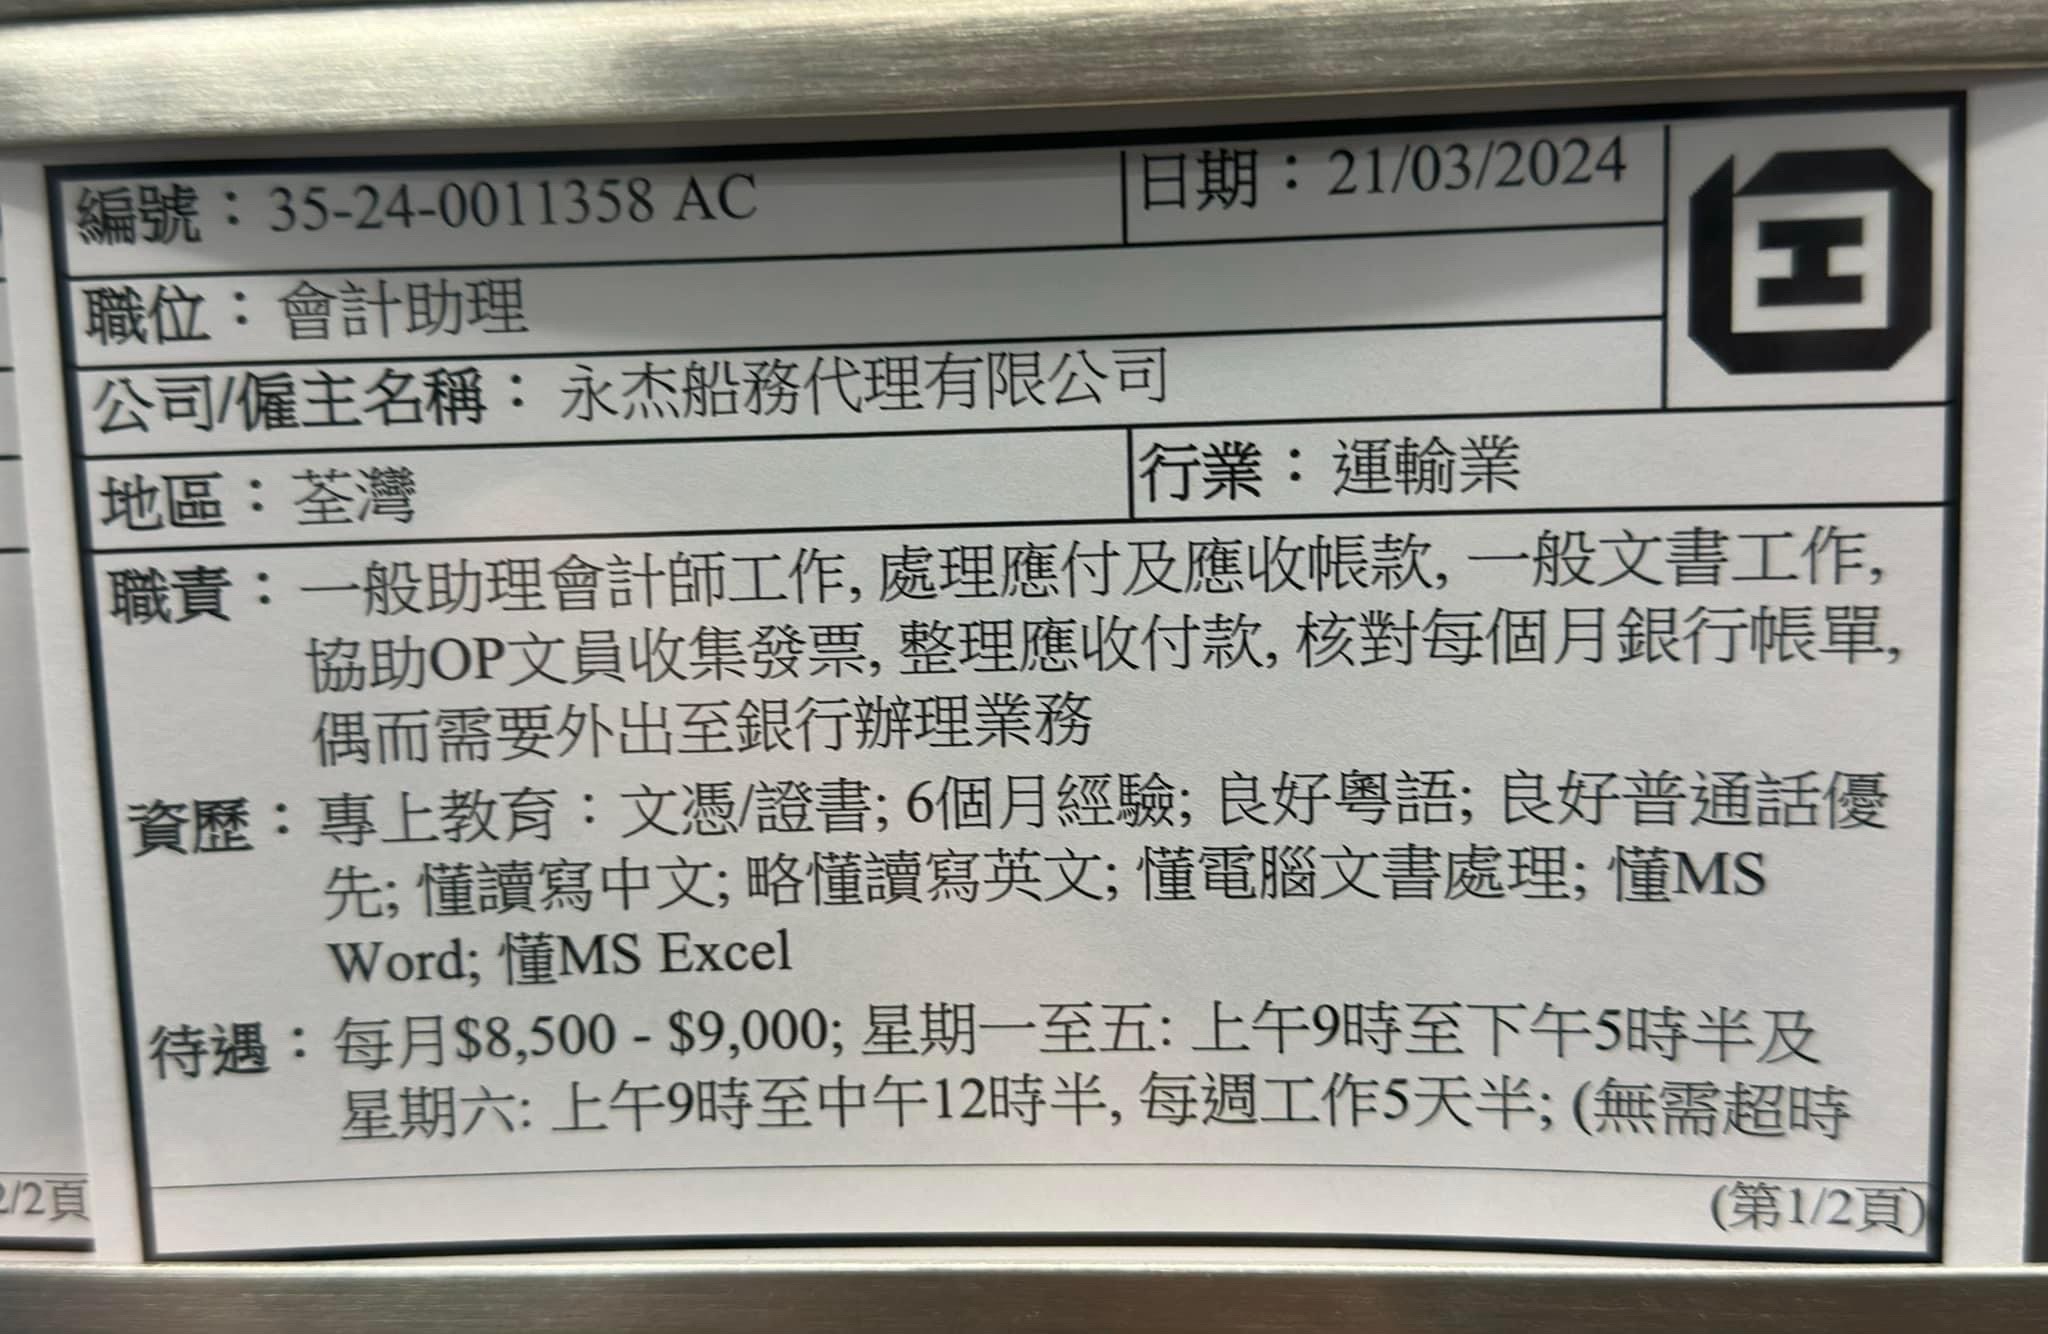 編號：35-24-0011358 AC
日期：21/03/2024
職位：會計助理
公司/僱主名稱：永杰船務代理有限公司
地區：荃灣
行業：運輸業
職責：一般助理會計師工作, 處理應付及應收帳款, 一般文書工作,
協助OP文員收集發票, 整理應收付款, 核對每個月銀行帳單,
偶而需要外出至銀行辦理業務
資歷：專上教育：文憑/證書; 6個月經驗; 良好粵語; 良好普通話優
先; 懂讀寫中文; 略懂讀寫英文; 懂電腦文書處理; 懂MS
Word; 懂MS Excel
待遇：每月$8,500 - $9,000; 星期一至五: 上午9時至下午5時半及
星期六: 上午9時至中午12時半, 每週工作5天半; (無需超時
(第1/2頁)
2/2頁